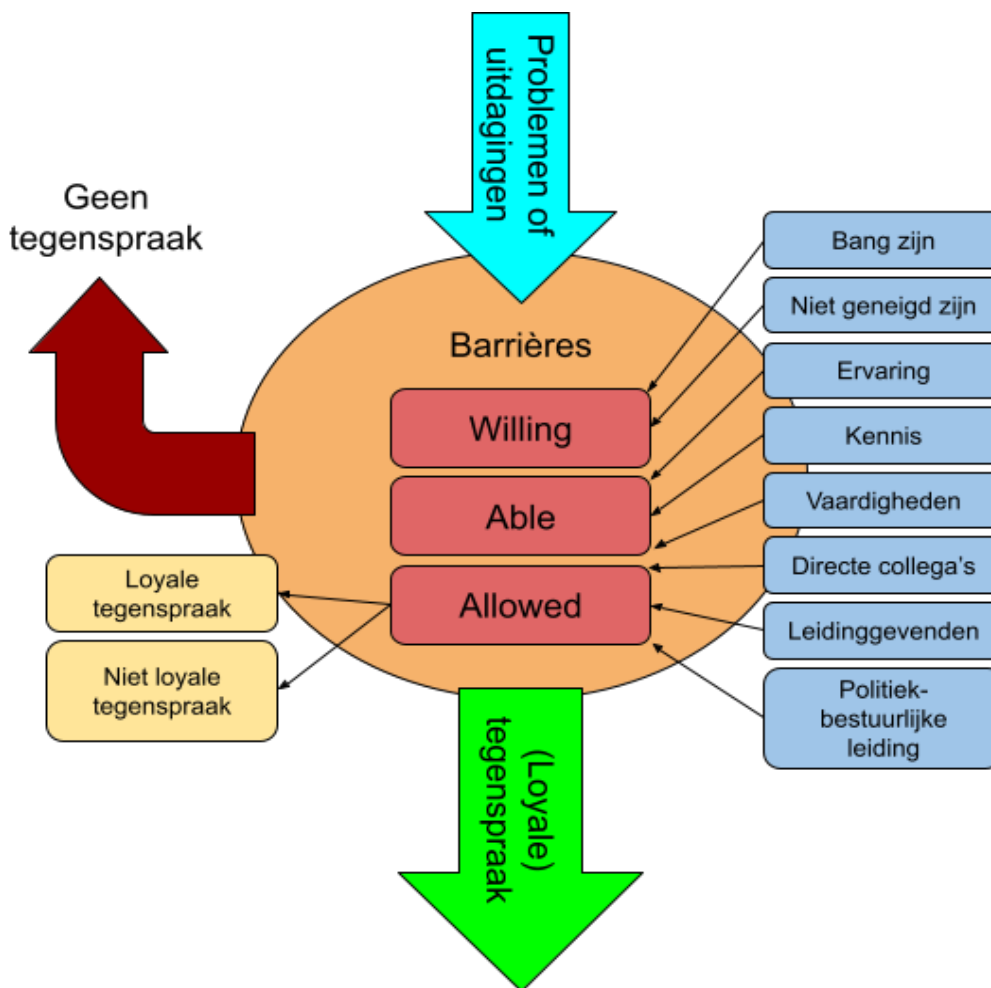 Problemen of
uitdagingen
Geen
tegenspraak
Barrières
Willing
Able
Allowed
Bang zijn
Niet geneigd zijn
Ervaring
Kennis
Vaardigheden
Directe collega's
Leidinggevenden
Politiek-
bestuurlijke
leiding
Loyale
tegenspraak
Niet loyale
tegenspraak
(Loyale)
tegenspraak